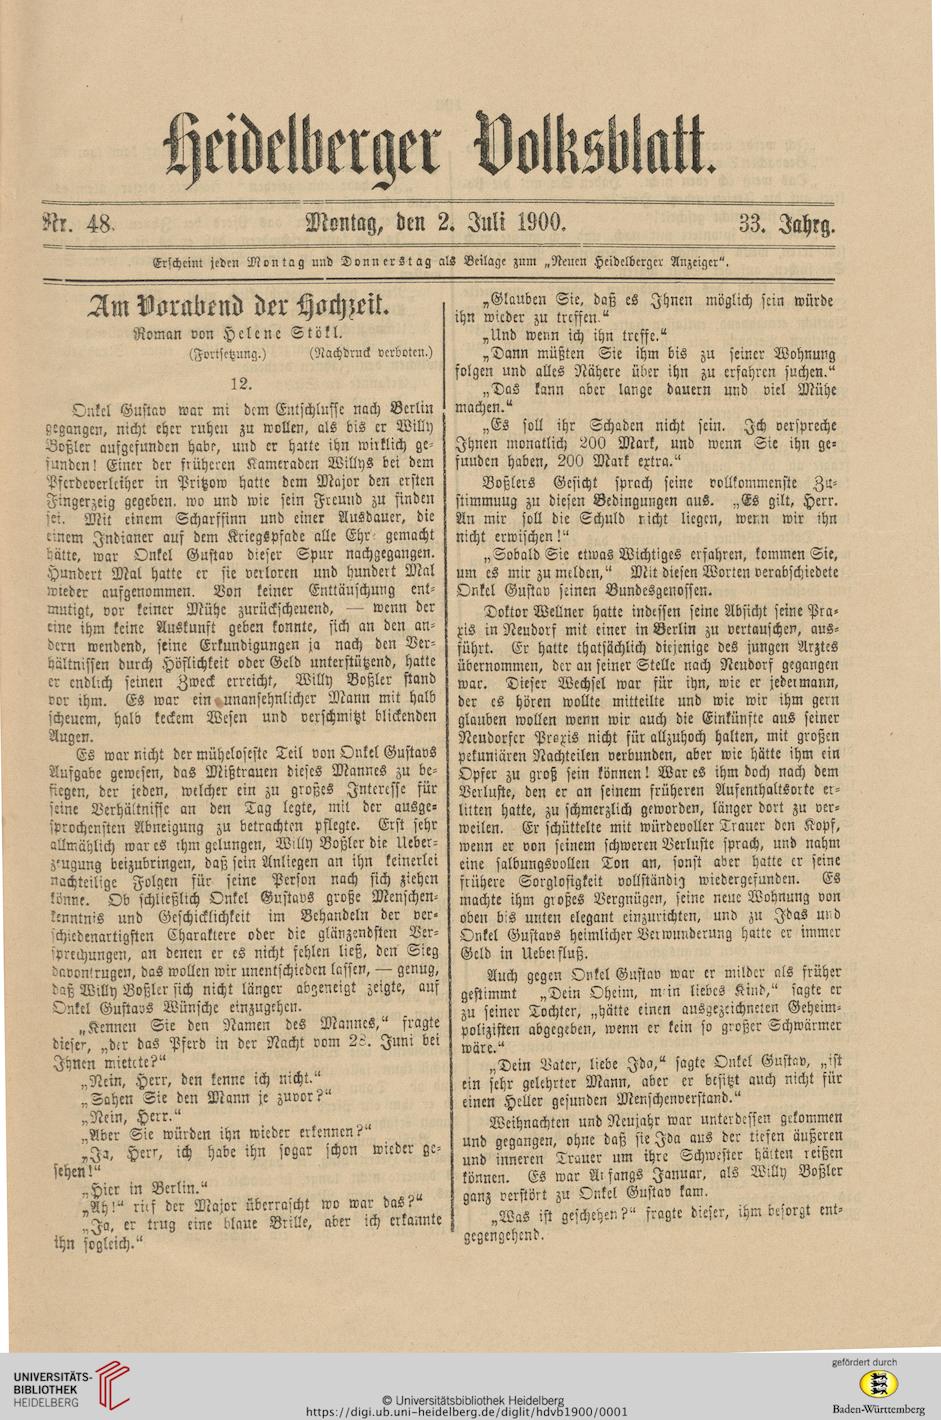 Heidelberger Volksblatt.
Nr. 48. Montag, den 2. Juli 1900. 33. Jahrg.
Erscheint jeden Montag und Donnerstag als Beilage zum „Neuen Heidelberger Anzeiger“.
Am Vorabend der Hochzeit.
Roman von Helene Stökl.
(Fortsetzung.) (Nachdruck verboten.)
12.
Onkel Gustav war mi dem Entschlusse nach Berlin
gegangen, nicht eher ruhen zu wollen, als bis er Willy
Boßler aufgefunden habe, und er hatte ihn wirklich ge-
funden! Einer der früheren Kameraden Willys bei dem
Pferdeverleiher in Pritzow hatte dem Major den ersten
Fingerzeig gegeben. wo und wie sein Freund zu finden
sei. Mit einem Scharfsinn und einer Ausdauer, die
einem Indianer auf dem Kriegspfade alle Ehre gemacht
hätte, war Onkel Gustav dieser Spur nachgegangen.
Hundert Mal hatte er sie verloren und hundert Mal
wieder aufgenommen. Von keiner Enttäuschung ent-
mutigt, vor keiner Mühe zurückscheuend, — wenn der
eine ihm keine Auskunft geben konnte, sich an den an-
dern wendend, seine Erkundigungen ja nach den Ver-
hältnissen durch Höflichkeit oder Geld unterstützend, hatte
er endlich seinen Zweck erreicht, Willy Boßler stand
vor ihm. Es war ein unansehnlicher Mann mit halb
scheuem, halb keckem Wesen und verschmitzt blickenden
Augen.
Es war nicht der müheloseste Teil von Onkel Gustavs
Aufgabe gewesen, das Mißtrauen dieses Mannes zu be-
siegen, der jeden, welcher ein zu großes Interesse für
seine Verhältnisse an den Tag legte, mit der ausge-
sprochensten Abneigung zu betrachten pflegte. Erst sehr
allmählich war es ihm gelungen, Willy Boßler die Ueber-
zeugung beizubringen, daß sein Anliegen an ihn keinerlei
nachteilige Folgen für seine Person nach sich ziehen
könne. Ob schließlich Onkel Gustavs große Menschen-
kenntnis und Geschicklichkeit im Behandeln der ver-
schiedenartigsten Charaktere oder die glänzendsten Ver-
sprechungen, an denen er es nicht fehlen ließ, den Sieg
davontrugen, das wollen wir unentschieden lassen, — genug,
daß Willy Boßler sich nicht länger abgeneigt zeigte, auf
Onkel Gustavs Wünsche einzugehen.
„Kennen Sie den Namen des Mannes,“ fragte
dieser, „der das Pferd in der Nacht vom 28. Juni bei
Ihnen mietete?“
„Nein, Herr, den kenne ich nicht.“
„Sahen Sie den Mann je zuvor?“
„Nein, Herr.“
„Aber Sie würden ihn wieder erkennen?“
„Ja, Herr, ich habe ihn sogar schon wieder ge-
sehen!“
„Hier in Berlin.“
„Ah!“ rief der Major überrascht wo war das?“
„Ja, er trug eine blaue Brille, aber ich erkannte
ihn sogleich.“
„Glauben Sie, daß es Ihnen möglich sein würde
ihn wieder zu treffen.“
„Und wenn ich ihn treffe.“
„Dann müßten Sie ihm bis zu seiner Wohnung
folgen und alles Nähere über ihn zu erfahren suchen.“
„Das kann aber lange dauern und viel Mühe
machen.“
„Es soll ihr Schaden nicht sein. Ich verspreche
Ihnen monatlich 200 Mark, und wenn Sie ihn ge-
funden haben, 200 Mark extra.“
Boßlers Gesicht sprach seine vollkommenste Zu-
stimmung zu diesen Bedingungen aus. „Es gilt, Herr.
An mir soll die Schuld nicht liegen, wenn wir ihn
nicht erwischen!“
„Sobald Sie etwas Wichtiges erfahren, kommen Sie,
um es mir zu melden,“ Mit diesen Worten verabschiedete
Onkel Gustav seinen Bundesgenossen.
Doktor Wellner hatte indessen seine Absicht seine Pra-
xis in Neudorf mit einer in Berlin zu vertauschen, aus-
führt. Er hatte thatsächlich diejenige des jungen Arztes
übernommen, der an seiner Stelle nach Neudorf gegangen
war. Dieser Wechsel war für ihn, wie er jedermann,
der es hören wollte mitteilte und wie wir ihm gern
glauben wollen wenn wir auch die Einkünfte aus seiner
Neudorfer Praxis nicht für allzuhoch halten, mit großen
pekuniären Nachteilen verbunden, aber wie hätte ihm ein
Opfer zu groß sein können! War es ihm doch nach dem
Verluste, den er an seinem früheren Aufenthaltsorte er-
litten hatte, zu schmerzlich geworden, länger dort zu ver-
weilen. Er schüttelte mit würdevoller Trauer den Kopf,
wenn er von seinem schweren Verluste sprach, und nahm
eine salbungsvollen Ton an, sonst aber hatte er seine
frühere Sorglosigkeit vollständig wiedergefunden. Es
machte ihm großes Vergnügen, seine neue Wohnung von
oben bis unten elegant einzurichten, und zu Idas und
Onkel Gustavs heimlicher Verwunderung hatte er immer
Geld in Ueberfluß.
Auch gegen Onkel Gustav war er milder als früher
gestimmt „Dein Oheim, mein liebes Kind,“ sagte er
zu seiner Tochter, „hätte einen ausgezeichneten Geheim-
polizisten abgegeben, wenn er kein so großer Schwärmer
wäre.“
„Dein Vater, liebe Ida,“ sagte Onkel Gustav, „ist
ein sehr gelehrter Mann, aber er besitzt auch nicht für
einen Heller gesunden Menschenverstand.“
Weihnachten und Neujahr war unterdessen gekommen
und gegangen, ohne daß sie Ida aus der tiefen äußeren
und inneren Trauer um ihre Schwester hätten reißen
können. Es war Anfangs Januar, als Willy Boßler
ganz verstört zu Onkel Gustav kam.
„Was ist geschehen?“ fragte dieser, ihm besorgt ent-
gegengehend.
UNIVERSITÄTS-
BIBLIOTHEK
HEIDELBERG
© Universitätsbibliothek Heidelberg
https://digi.ub.uni-heidelberg.de/diglit/hdvb1900/0001
gefördert durch
Baden-Württemberg